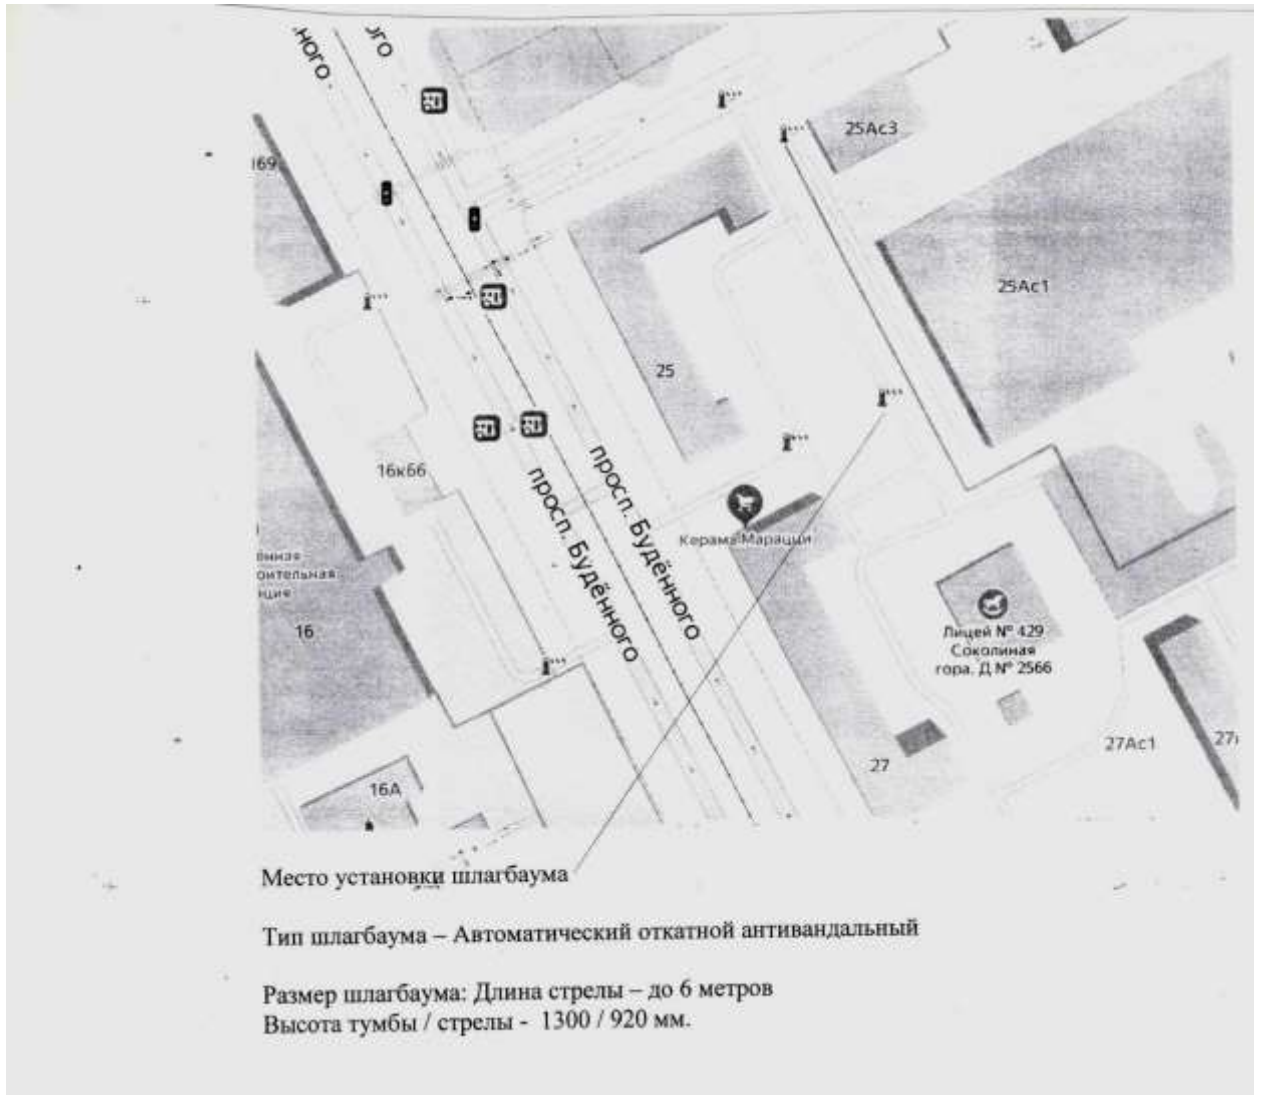 нного
ого
169
25Ас3
25Ас1
25
16к66
просп. Будённого
просп. Будённого
Керама Марацци
16
Лицей № 429
Соколиная
гора, Д № 2566
27
27Ас1
16А
Место установки шлагбаума
Тип шлагбаума – Автоматический откатной антивандальный
Размер шлагбаума: Длина стрелы – до 6 метров
Высота тумбы / стрелы - 1300 / 920 мм.